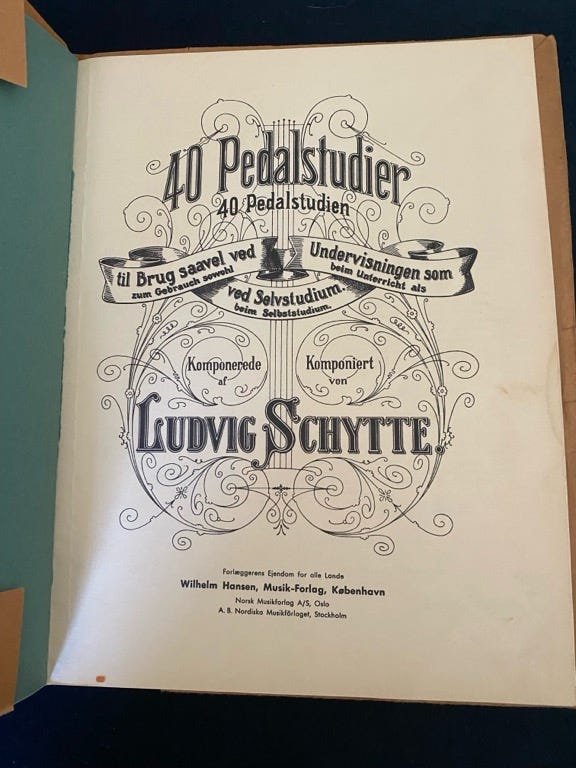 40 Pedalstudier
40 Pedalstudien
til Brug saavel ved
zum Gebrauch sowohl
Undervisningen som
beim Unterricht als
ved Selvstudium.
beim Selbststudium.
Komponerede
af
Komponiert
von
LUDVIG SCHYTTE.
Forlæggerens Ejendom for alle Lande
Wilhelm Hansen, Musik-Forlag, København
Norsk Musikforlag A/S, Oslo
A. B. Nordiska Musikförlaget, Stockholm